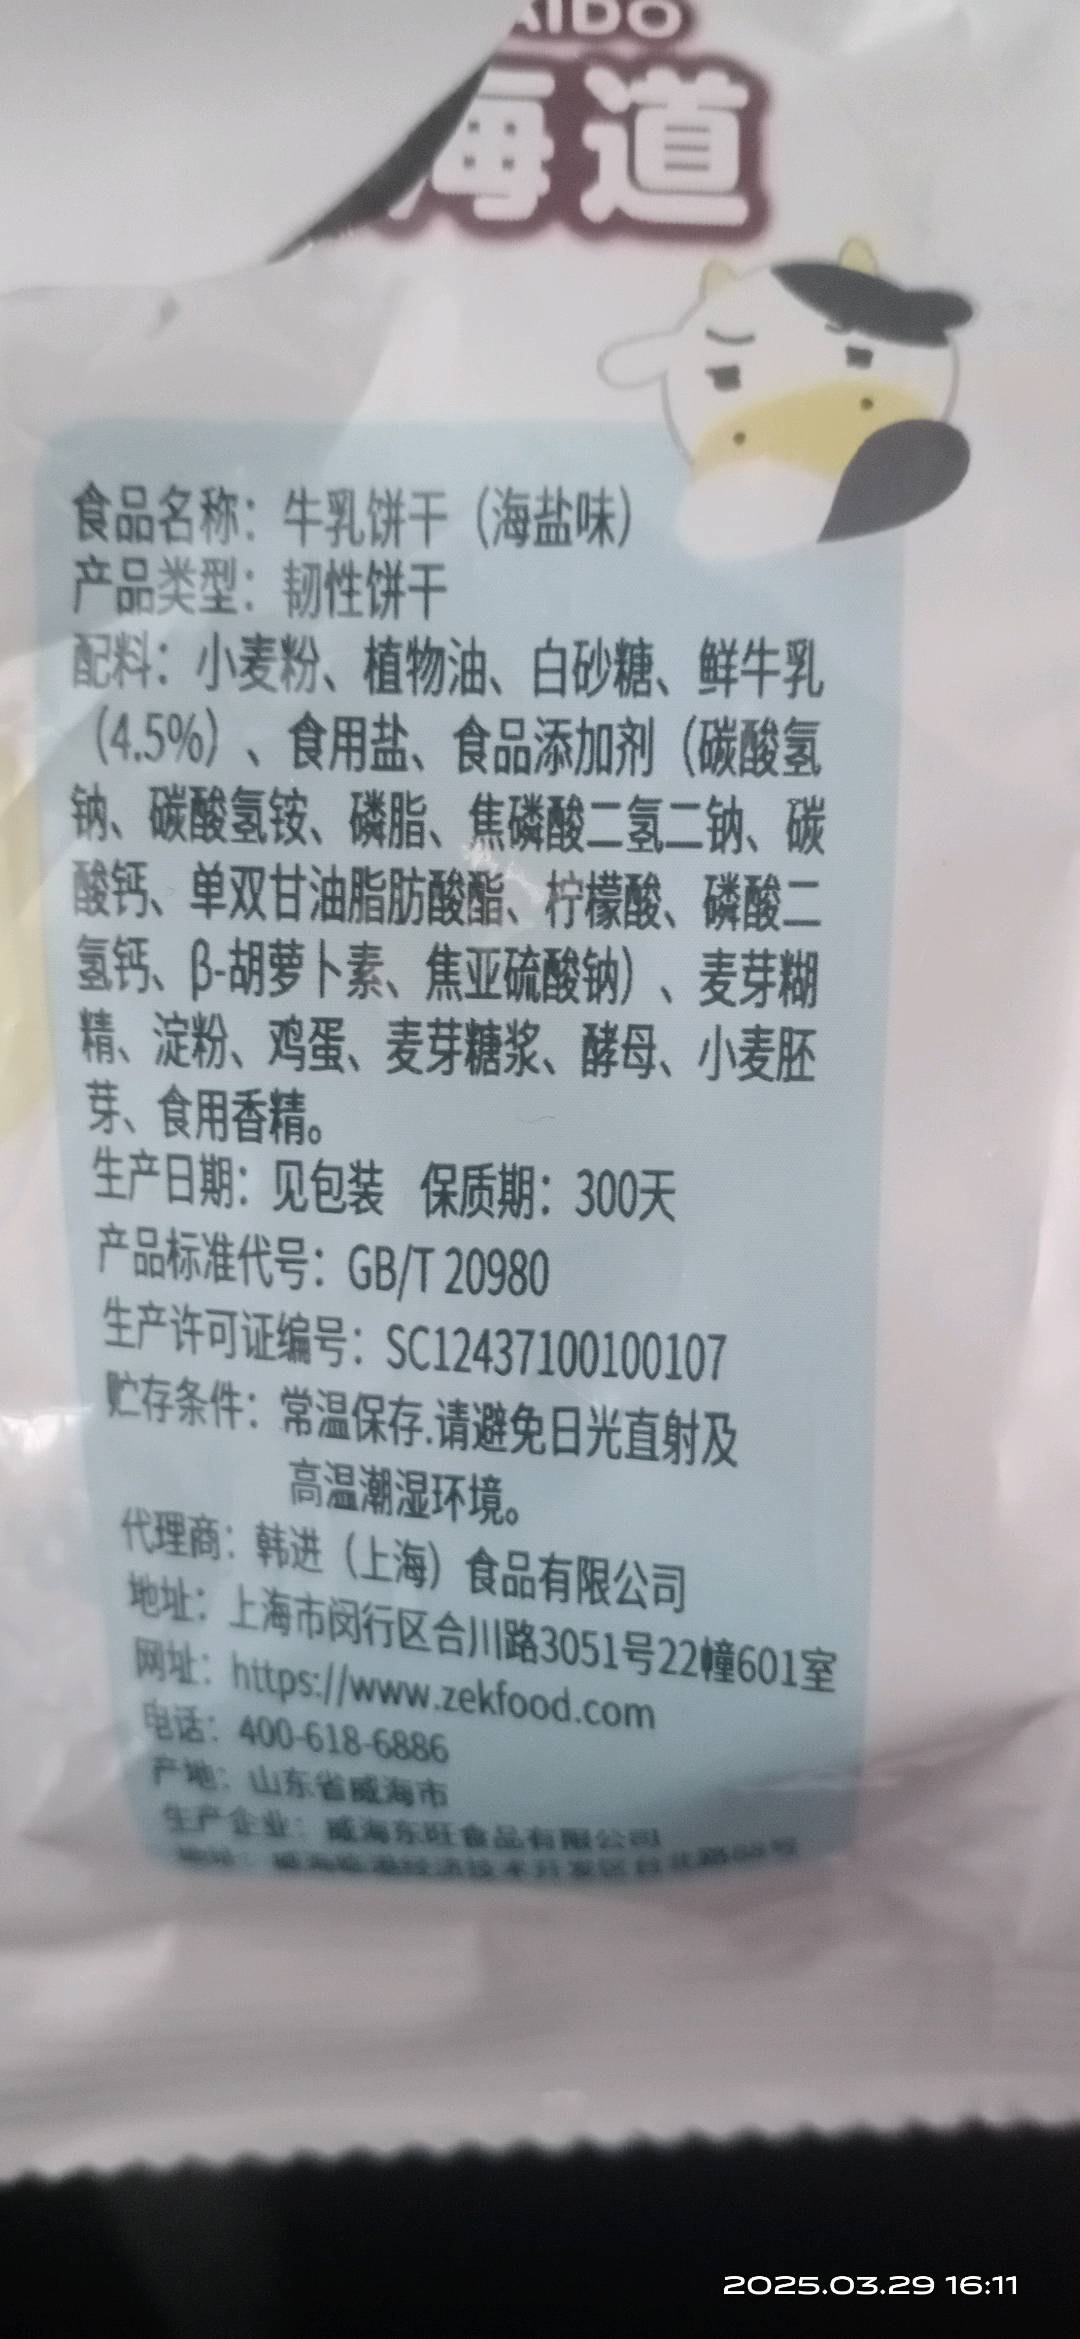 AIDO
海道
食品名称：牛乳饼干（海盐味）
产品类型：韧性饼干
配料：小麦粉、植物油、白砂糖、鲜牛乳
（4.5%）、食用盐、食品添加剂（碳酸氢
钠、碳酸氢铵、磷脂、焦磷酸二氢二钠、碳
酸钙、单双甘油脂肪酸酯、柠檬酸、磷酸二
氢钙、β-胡萝卜素、焦亚硫酸钠）、麦芽糊
精、淀粉、鸡蛋、麦芽糖浆、酵母、小麦胚
芽、食用香精。
生产日期：见包装 保质期：300天
产品标准代号：GB/T 20980
生产许可证编号：SC12437100100107
贮存条件：常温保存.请避免日光直射及
高温潮湿环境。
代理商：韩进（上海）食品有限公司
地址：上海市闵行区合川路3051号22幢601室
网址：https://www.zekfood.com
电话：400-618-6886
产地：山东省威海市
生产企业：威海东旺食品有限公司
2025.03.29 16:11